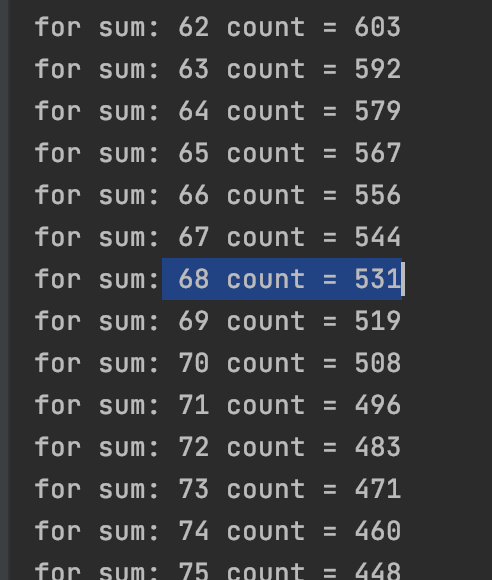 for sum: 62 count = 603
for sum: 63 count = 592
for sum: 64 count = 579
for sum: 65 count = 567
for sum: 66 count = 556
for sum: 67 count = 544
for sum: 68 count = 531
for sum: 69 count = 519
for sum: 70 count = 508
for sum: 71 count = 496
for sum: 72 count = 483
for sum: 73 count = 471
for sum: 74 count = 460
for sum: 75 count = 448